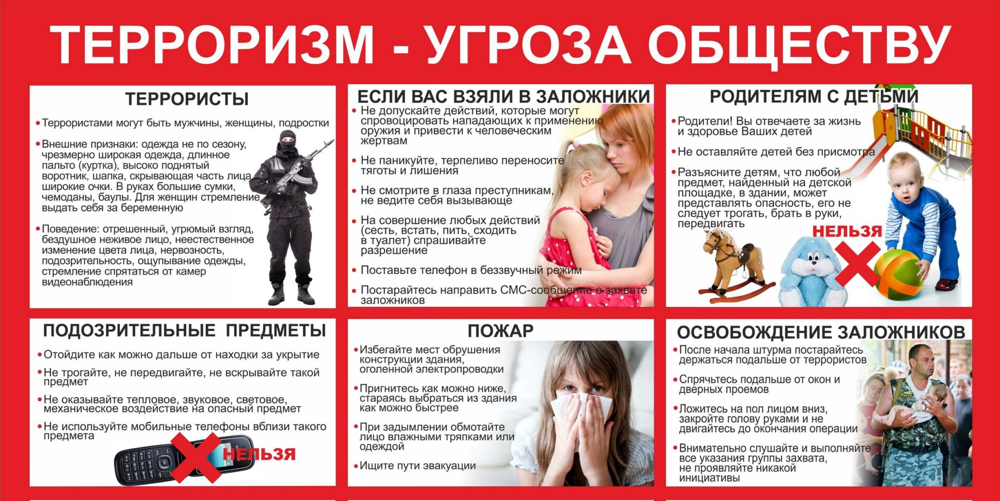 ТЕРРОРИЗМ - УГРОЗА ОБЩЕСТВУ
ТЕРРОРИСТЫ
• Террористами могут быть мужчины, женщины, подростки
• Внешние признаки: одежда не по сезону,
чрезмерно широкая одежда, длинное
пальто (куртка), высоко поднятый
воротник, шапка, скрывающая часть лица,
широкие очки. В руках большие сумки,
чемоданы, баулы. Для женщин стремление
выдать себя за беременную
• Поведение: отрешенный, угрюмый взгляд,
бездушное неживое лицо, неестественное
изменение цвета лица, нервозность,
подозрительность, ощупывание одежды,
стремление спрятаться от камер
видеонаблюдения
ЕСЛИ ВАС ВЗЯЛИ В ЗАЛОЖНИКИ
• Не допускайте действий, которые могут
спровоцировать нападающих к применению
оружия и привести к человеческим
жертвам
• Не паникуйте, терпеливо переносите
тяготы и лишения
• Не смотрите в глаза преступникам,
не ведите себя вызывающе
• На совершение любых действий
(сесть, встать, пить, сходить
в туалет) спрашивайте
разрешение
• Поставьте телефон в беззвучный режим
• Постарайтесь направить СМС-сообщение о захвате
заложников
РОДИТЕЛЯМ С ДЕТЬМИ
• Родители! Вы отвечаете за жизнь
и здоровье Ваших детей
• Не оставляйте детей без присмотра
• Разъясните детям, что любой
предмет, найденный на детской
площадке, в здании, может
представлять опасность, его не
следует трогать, брать в руки,
передвигать
НЕЛЬЗЯ
ПОДОЗРИТЕЛЬНЫЕ ПРЕДМЕТЫ
• Отойдите как можно дальше от находки за укрытие
• Не трогайте, не передвигайте, не вскрывайте такой
предмет
• Не оказывайте тепловое, звуковое, световое,
механическое воздействие на опасный предмет
• Не используйте мобильные телефоны вблизи такого
предмета
НЕЛЬЗЯ
ПОЖАР
• Избегайте мест обрушения
конструкции здания,
оголенной электропроводки
• Пригнитесь как можно ниже,
стараясь выбраться из здания
как можно быстрее
• При задымлении обмотайте
лицо влажными тряпками или
одеждой
• Ищите пути эвакуации
ОСВОБОЖДЕНИЕ ЗАЛОЖНИКОВ
• После начала штурма постарайтесь
держаться подальше от террористов
• Спрячьтесь подальше от окон и
дверных проемов
• Ложитесь на пол лицом вниз,
закройте голову руками и не
двигайтесь до окончания операции
• Внимательно слушайте и выполняйте
все указания группы захвата,
не проявляйте никакой
инициативы